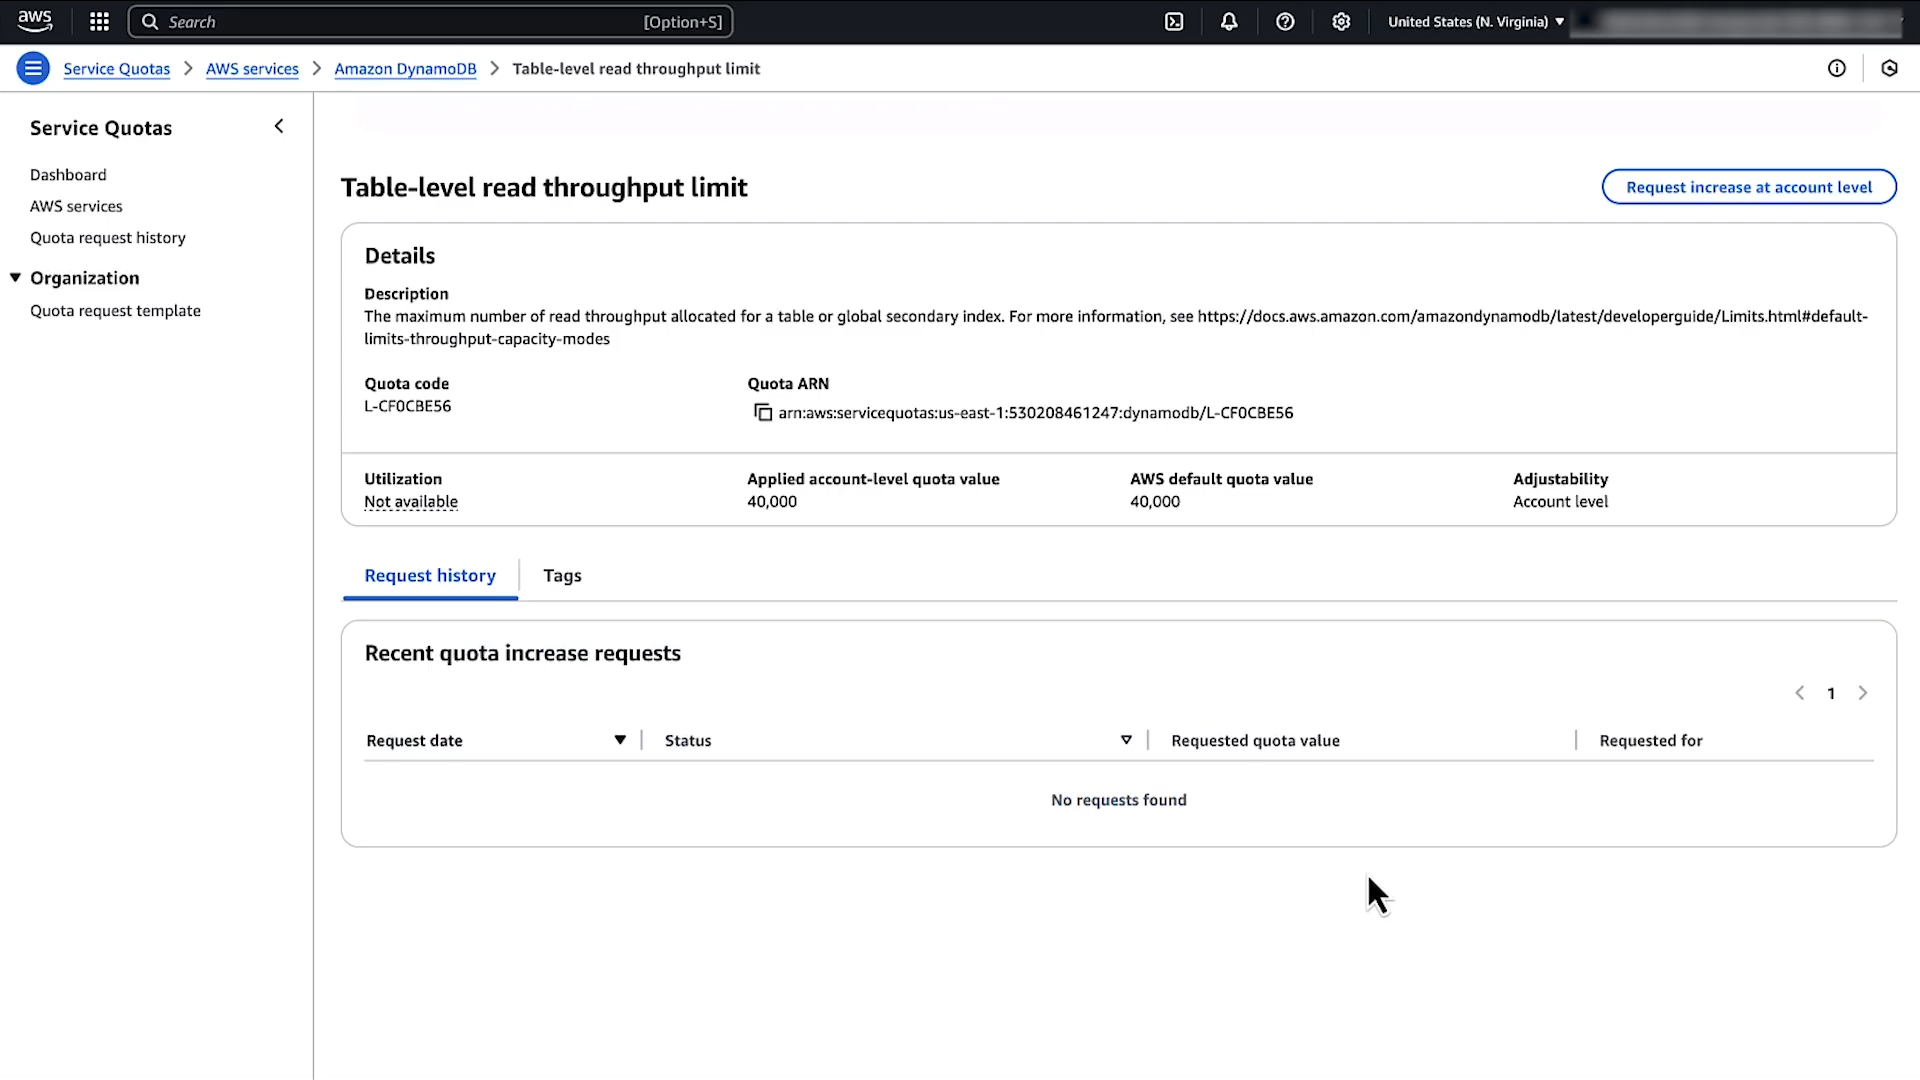 aws
Search [Option+S]
United States (N. Virginia)
Service Quotas > AWS services > Amazon DynamoDB > Table-level read throughput limit
Service Quotas
Dashboard
AWS services
Quota request history
Organization
Quota request template
Table-level read throughput limit
Request increase at account level
Details
Description
The maximum number of read throughput allocated for a table or global secondary index. For more information, see https://docs.aws.amazon.com/amazondynamodb/latest/developerguide/Limits.html#default-
limits-throughput-capacity-modes
Quota code
L-CF0CBE56
Quota ARN
arn:aws:servicequotas:us-east-1:530208461247:dynamodb/L-CF0CBE56
Utilization
Not available
Applied account-level quota value
40,000
AWS default quota value
40,000
Adjustability
Account level
Request history
Tags
Recent quota increase requests
1
Request date
Status
Requested quota value
Requested for
No requests found